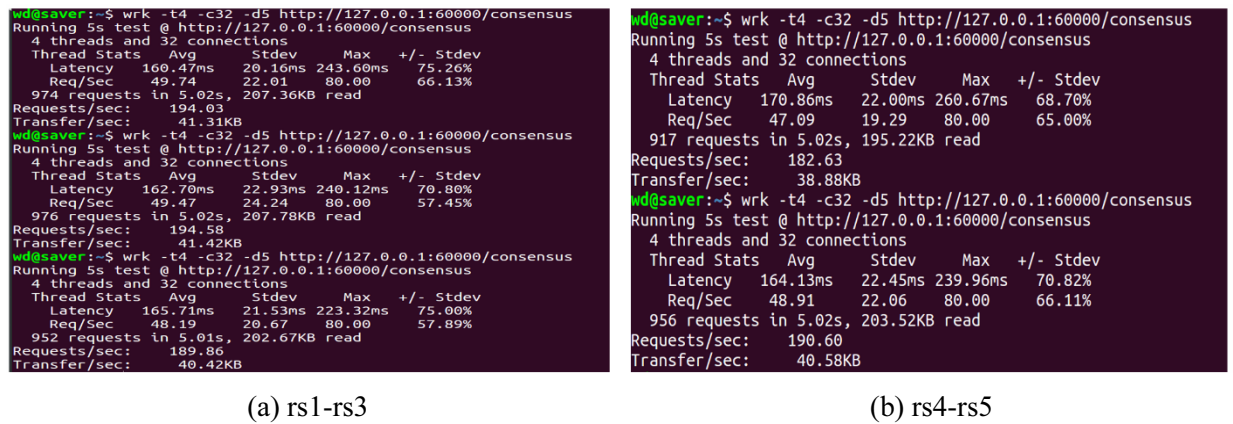 wd@saver:~$ wrk -t4 -c32 -d5 http://127.0.0.1:60000/consensus
Running 5s test @ http://127.0.0.1:60000/consensus
  4 threads and 32 connections
  Thread Stats   Avg      Stdev     Max   +/- Stdev
    Latency   160.47ms   20.16ms 243.60ms   75.26%
    Req/Sec    49.74     22.01    80.00     66.13%
  974 requests in 5.02s, 207.36KB read
Requests/sec:    194.03
Transfer/sec:     41.31KB
wd@saver:~$ wrk -t4 -c32 -d5 http://127.0.0.1:60000/consensus
Running 5s test @ http://127.0.0.1:60000/consensus
  4 threads and 32 connections
  Thread Stats   Avg      Stdev     Max   +/- Stdev
    Latency   162.70ms   22.93ms 240.12ms   70.80%
    Req/Sec    49.47     24.24    80.00     57.45%
  976 requests in 5.02s, 207.78KB read
Requests/sec:    194.58
Transfer/sec:     41.42KB
wd@saver:~$ wrk -t4 -c32 -d5 http://127.0.0.1:60000/consensus
Running 5s test @ http://127.0.0.1:60000/consensus
  4 threads and 32 connections
  Thread Stats   Avg      Stdev     Max   +/- Stdev
    Latency   165.71ms   21.53ms 223.32ms   75.00%
    Req/Sec    48.19     20.67    80.00     57.89%
  952 requests in 5.01s, 202.67KB read
Requests/sec:    189.86
Transfer/sec:     40.42KB
(a) rs1-rs3
wd@saver:~$ wrk -t4 -c32 -d5 http://127.0.0.1:60000/consensus
Running 5s test @ http://127.0.0.1:60000/consensus
  4 threads and 32 connections
  Thread Stats   Avg      Stdev     Max   +/- Stdev
    Latency   170.86ms   22.00ms 260.67ms   68.70%
    Req/Sec    47.09     19.29    80.00     65.00%
  917 requests in 5.02s, 195.22KB read
Requests/sec:    182.63
Transfer/sec:     38.88KB
wd@saver:~$ wrk -t4 -c32 -d5 http://127.0.0.1:60000/consensus
Running 5s test @ http://127.0.0.1:60000/consensus
  4 threads and 32 connections
  Thread Stats   Avg      Stdev     Max   +/- Stdev
    Latency   164.13ms   22.45ms 239.96ms   70.82%
    Req/Sec    48.91     22.06    80.00     66.11%
  956 requests in 5.02s, 203.52KB read
Requests/sec:    190.60
Transfer/sec:     40.58KB
(b) rs4-rs5